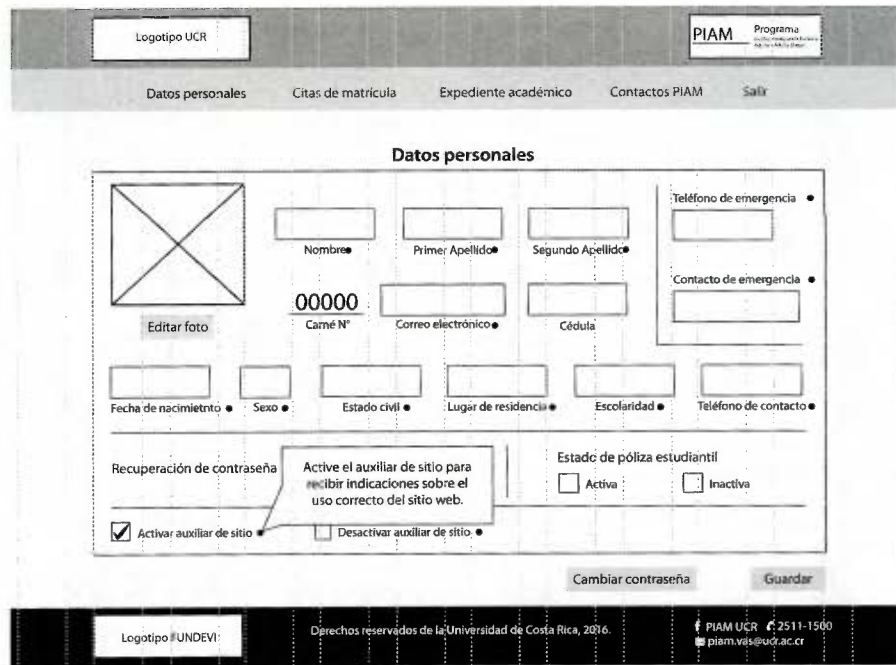 Logotipo UCR
PIAM Programa
Datos personales Citas de matrícula Expediente académico Contactos PIAM Salir
Datos personales
Teléfono de emergencia
Nombre Primer Apellido Segundo Apellido
Contacto de emergencia
00000
Carné N° Correo electrónico Cédula
Editar foto
Fecha de nacimietnto Sexo Estado civil Lugar de residencia Escolaridad Teléfono de contacto
Recuperación de contraseña
Active el auxiliar de sitio para
recibir indicaciones sobre el
uso correcto del sitio web.
Estado de póliza estudiantil
Activa Inactiva
Activar auxiliar de sitio Desactivar auxiliar de sitio
Cambiar contraseña Guardar
Logotipo FUNDEVI
Derechos reservados de la Universidad de Costa Rica, 2016.
PIAM UCR 2511-1500
piam.vas@ucr.ac.cr